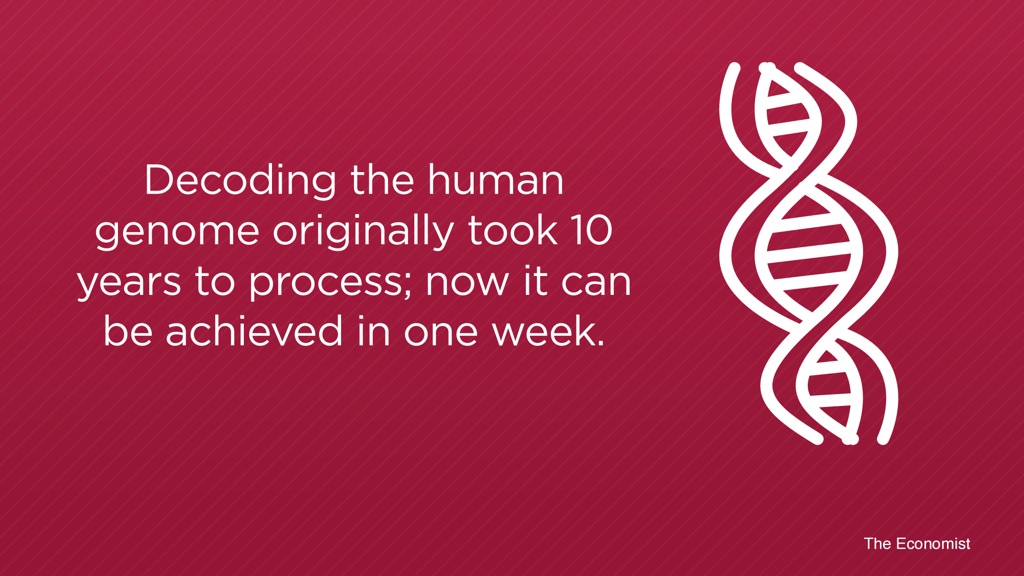 Decoding the human
genome originally took 10
years to process; now it can
be achieved in one week.
The Economist